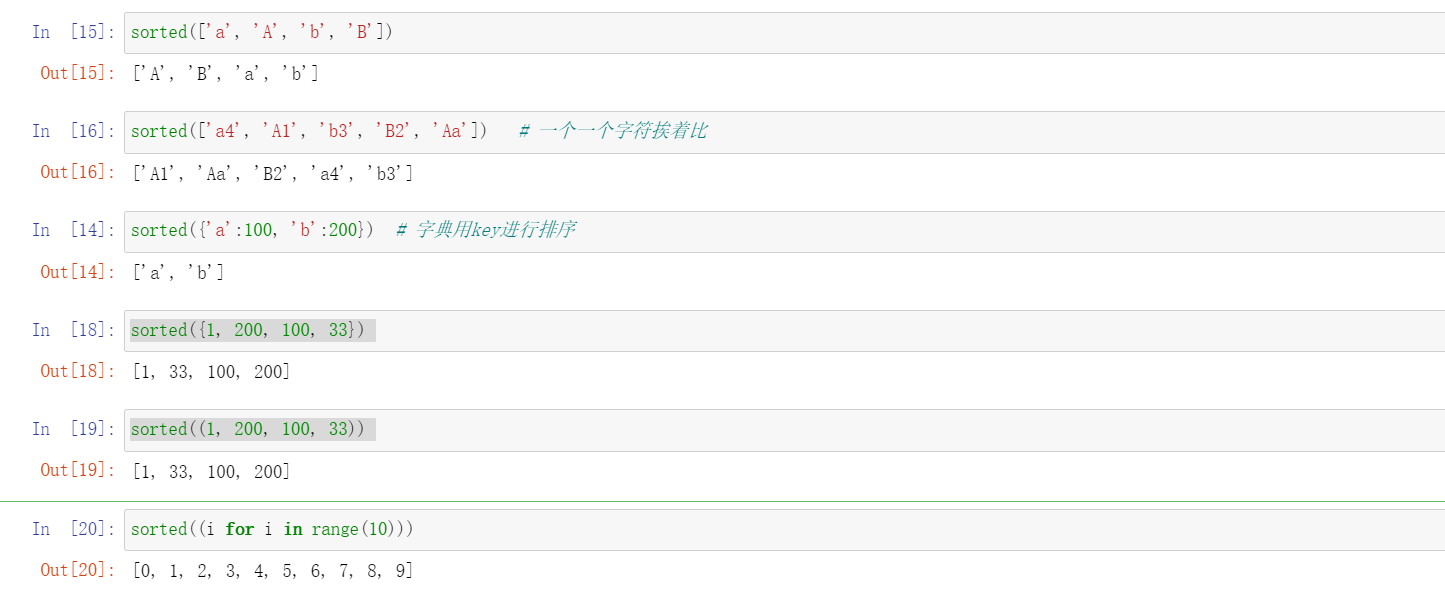 In [15]: sorted(['a', 'A', 'b', 'B'])
Out[15]: ['A', 'B', 'a', 'b']
In [16]: sorted(['a4', 'A1', 'b3', 'B2', 'Aa'])   # 一个一个字符挨着比
Out[16]: ['A1', 'Aa', 'B2', 'a4', 'b3']
In [14]: sorted({'a':100, 'b':200})  # 字典用key进行排序
Out[14]: ['a', 'b']
In [18]: sorted({1, 200, 100, 33})
Out[18]: [1, 33, 100, 200]
In [19]: sorted((1, 200, 100, 33))
Out[19]: [1, 33, 100, 200]
In [20]: sorted((i for i in range(10)))
Out[20]: [0, 1, 2, 3, 4, 5, 6, 7, 8, 9]